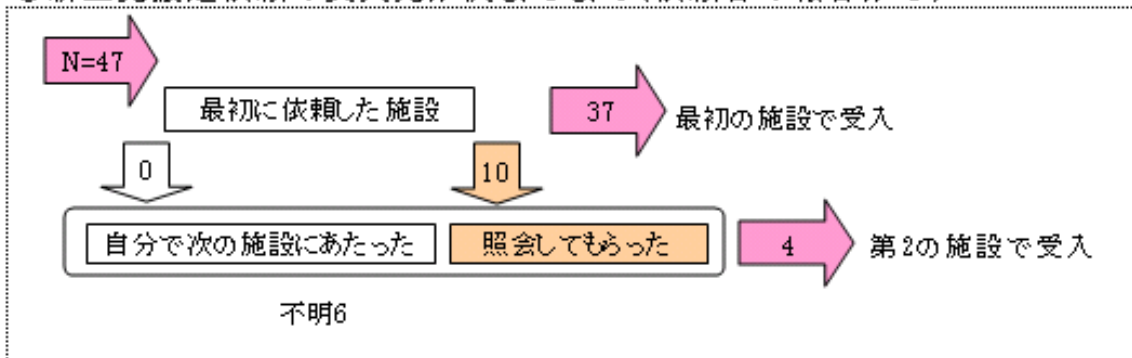 N=47
最初に依頼した施設
37
最初の施設で受入
0
10
自分で次の施設にあたった
照会してもらった
4
第2の施設で受入
不明6